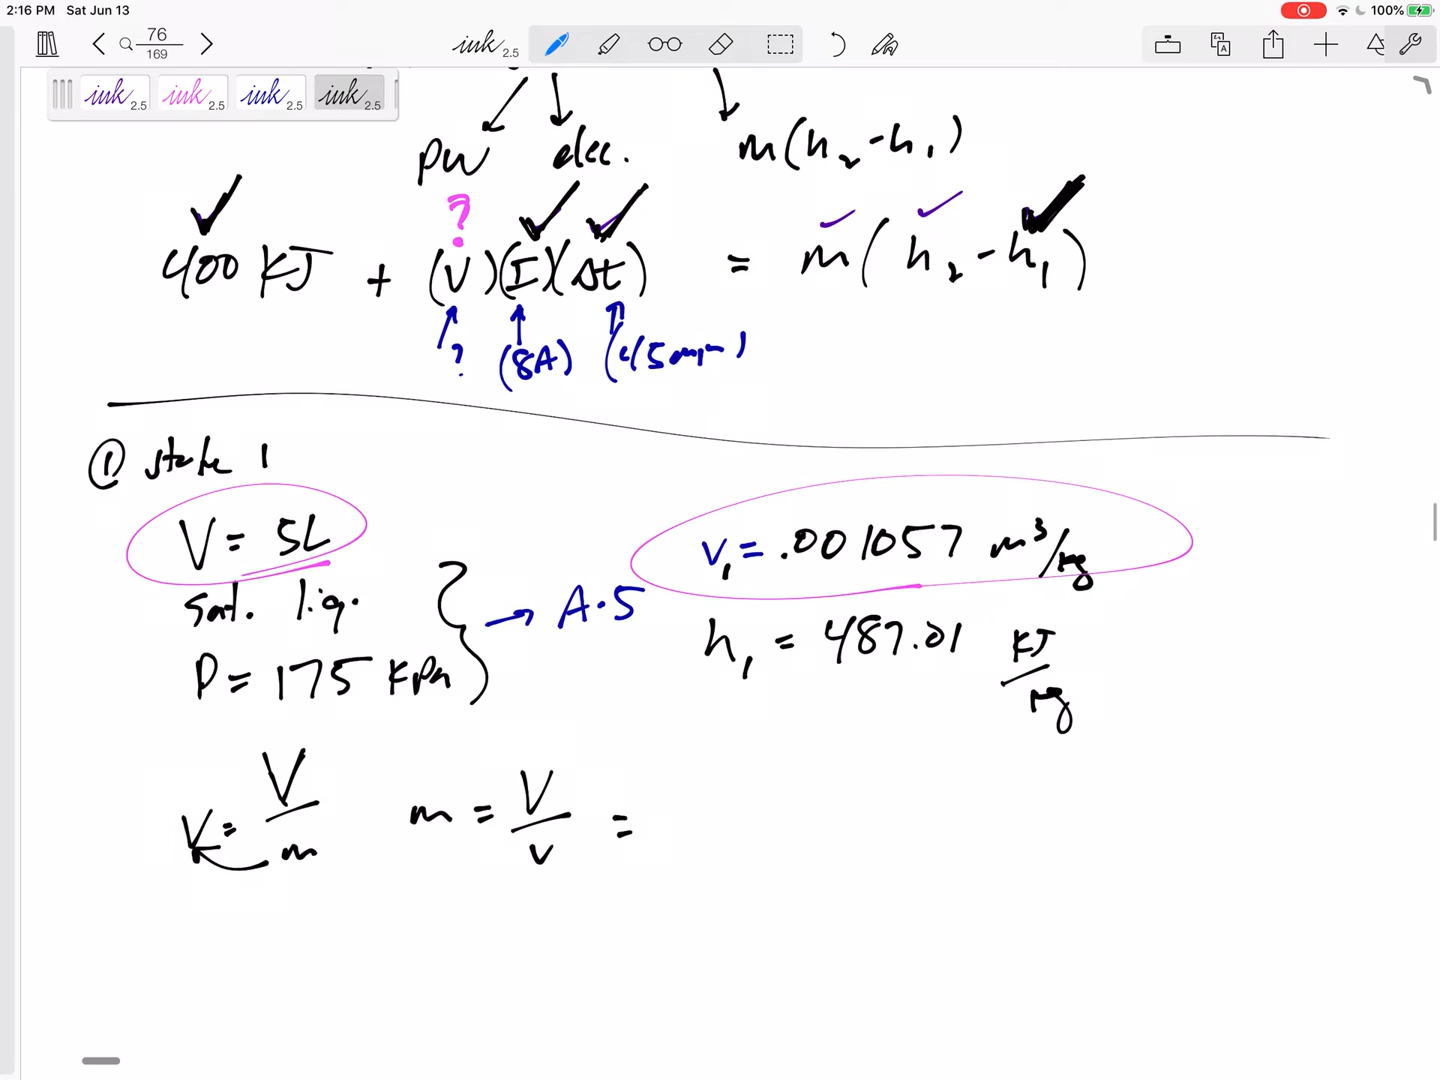 2:16 PM Sat Jun 13
100%
76
169
ink 2.5
ink 2.5 ink 2.5 ink 2.5 ink 2.5
pw elec. m(h₂-h₁)
?
400 KJ + (V)(I)(Δt) = m(h₂-h₁)
? (8A) (45min)
@ state 1
V = 5L
sat. liq.
P = 175 kPa
→ A·5
v₁ = .001057 m³/kg
h₁ = 487.01 KJ/kg
v = V/m m = V/v =